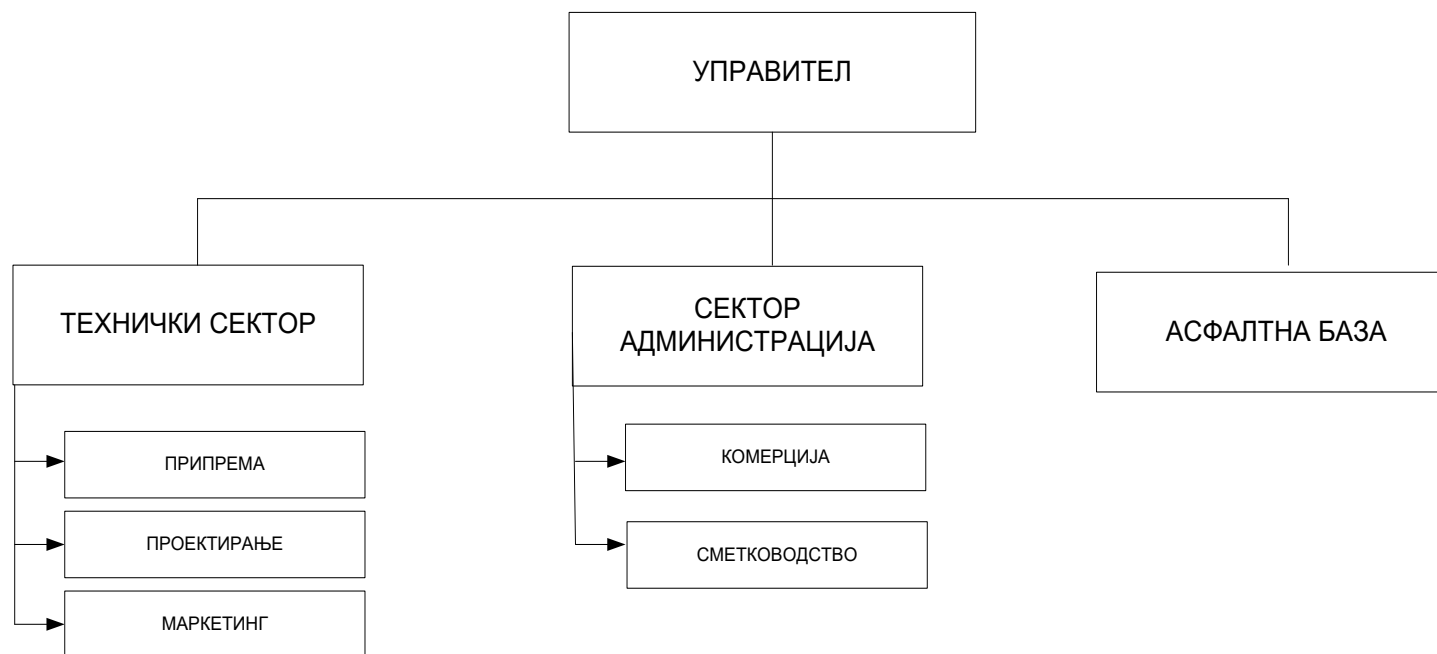 УПРАВИТЕЛ
ТЕХНИЧКИ СЕКТОР
СЕКТОР
АДМИНИСТРАЦИЈА
АСФАЛТНА БАЗА
ПРИПРЕМА
ПРОЕКТИРАЊЕ
МАРКЕТИНГ
КОМЕРЦИЈА
СМЕТКОВОДСТВО